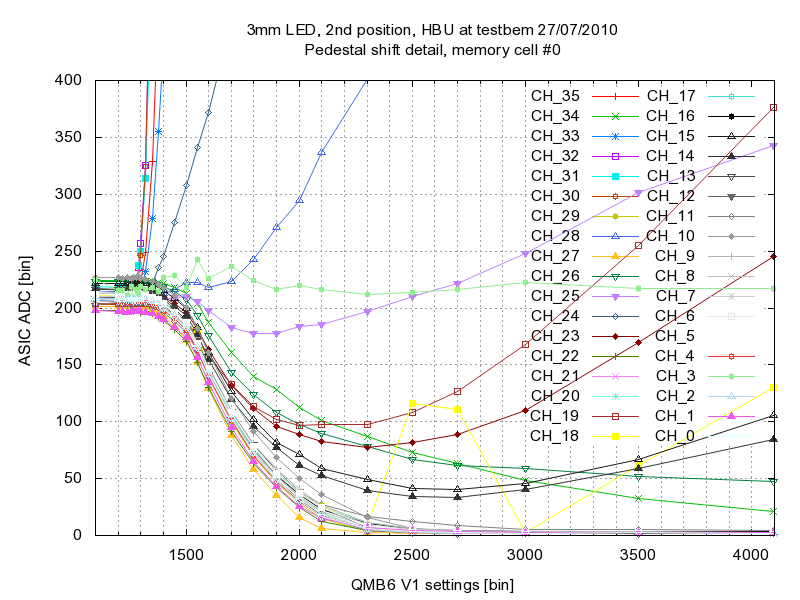 3mm LED, 2nd position, HBU at testbem 27/07/2010
Pedestal shift detail, memory cell #0
400
350
300
250
200
150
100
50
0
ASIC ADC [bin]
CH_35 CH_17
CH_34 CH_16
CH_33 CH_15
CH_32 CH_14
CH_31 CH_13
CH_30 CH_12
CH_29 CH_11
CH_28 CH_10
CH_27 CH_9
CH_26 CH_8
CH_25 CH_7
CH_24 CH_6
CH_23 CH_5
CH_22 CH_4
CH_21 CH_3
CH_20 CH_2
CH_19 CH_1
CH_18 CH_0
1500 2000 2500 3000 3500 4000
QMB6 V1 settings [bin]